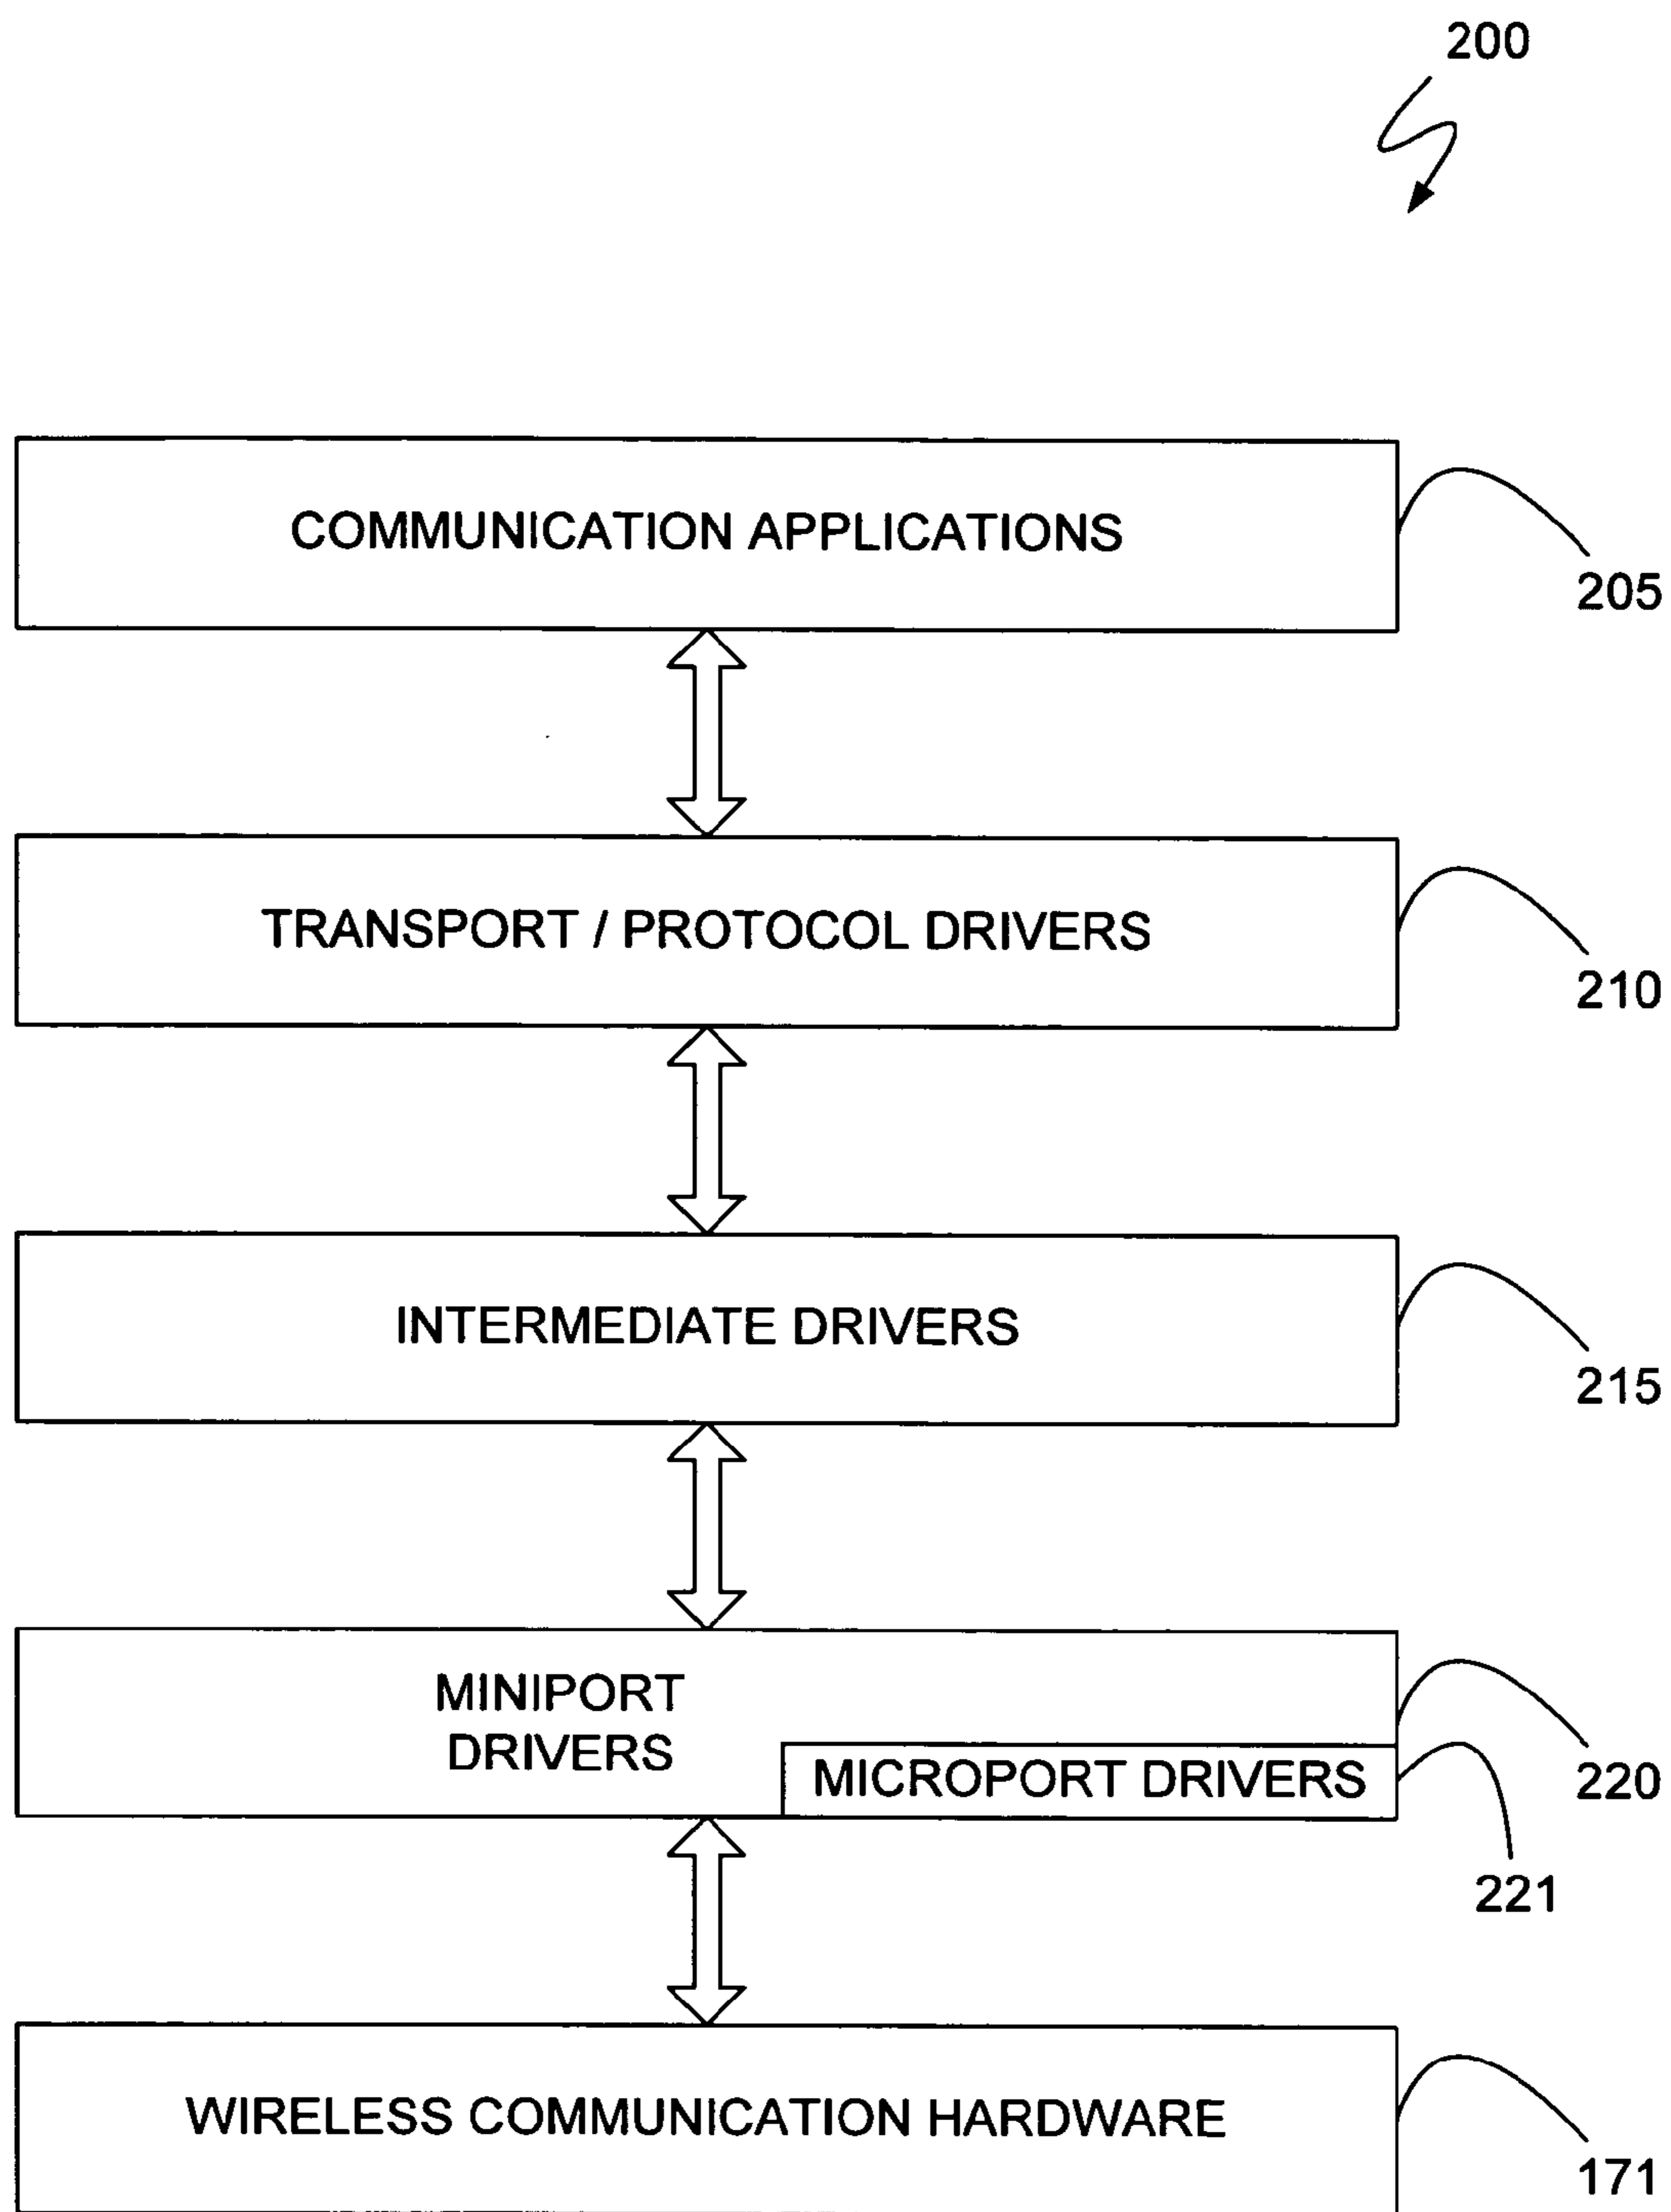 200
COMMUNICATION APPLICATIONS
205
TRANSPORT / PROTOCOL DRIVERS
210
INTERMEDIATE DRIVERS
215
MINIPORT
DRIVERS
MICROPORT DRIVERS
220
221
WIRELESS COMMUNICATION HARDWARE
171